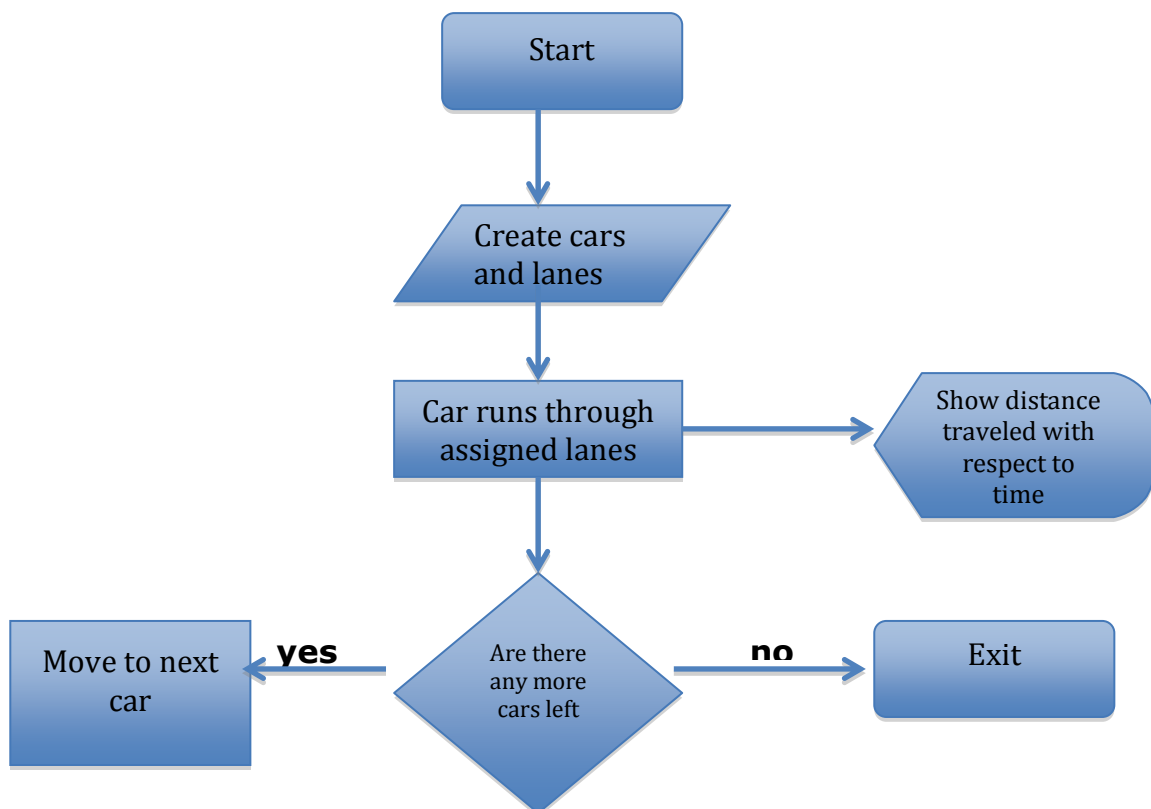 Start
Create cars
and lanes
Car runs through
assigned lanes
Show distance
traveled with
respect to
time
Move to next
car
yes
Are there
any more
cars left
no
Exit